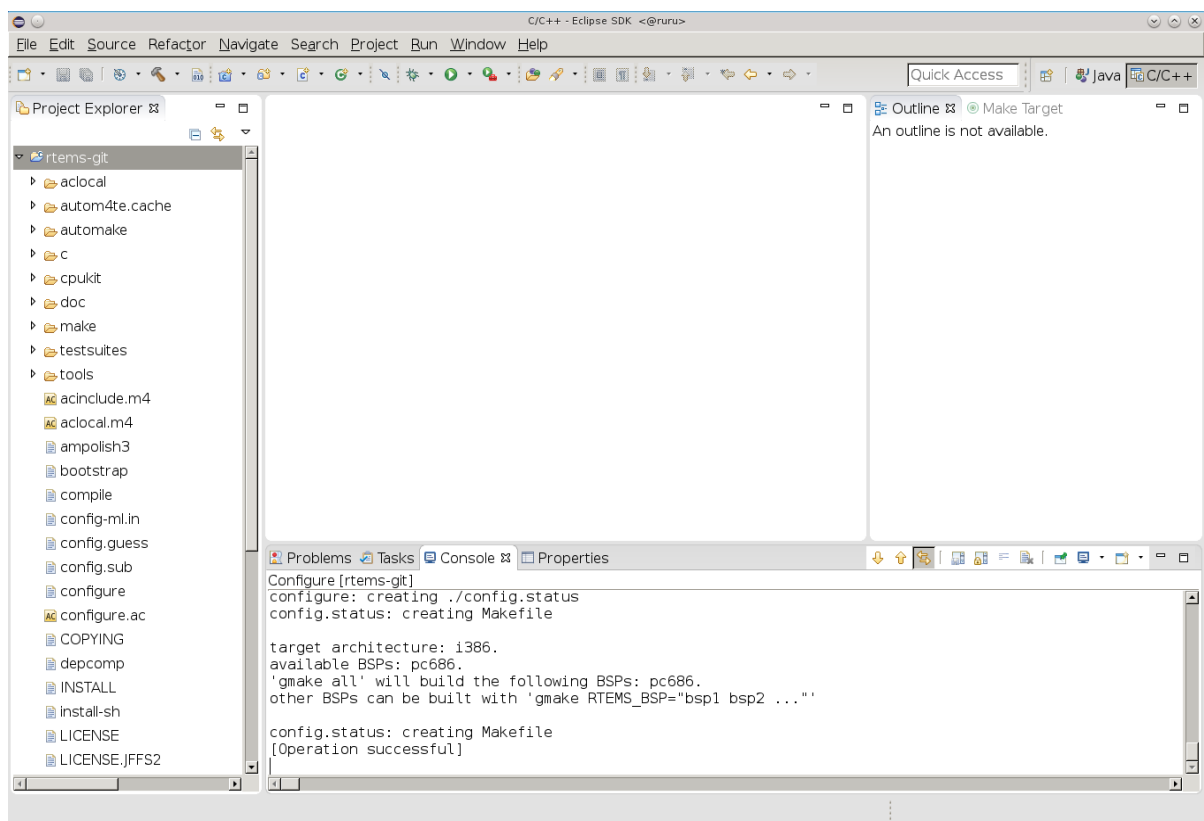 C/C++ - Eclipse SDK <@ruru>
File Edit Source Refactor Navigate Search Project Run Window Help
Quick Access Java C/C++
Project Explorer
rtems-git
aclocal
autom4te.cache
automake
c
cpukit
doc
make
testsuites
tools
acinclude.m4
aclocal.m4
ampolish3
bootstrap
compile
config-ml.in
config.guess
config.sub
configure
configure.ac
COPYING
depcomp
INSTALL
install-sh
LICENSE
LICENSE.JFFS2
Outline Make Target
An outline is not available.
Problems Tasks Console Properties
Configure [rtems-git]
configure: creating ./config.status
config.status: creating Makefile
target architecture: i386.
available BSPs: pc686.
'gmake all' will build the following BSPs: pc686.
other BSPs can be built with 'gmake RTEMS_BSP="bsp1 bsp2 ..."'
config.status: creating Makefile
[Operation successful]